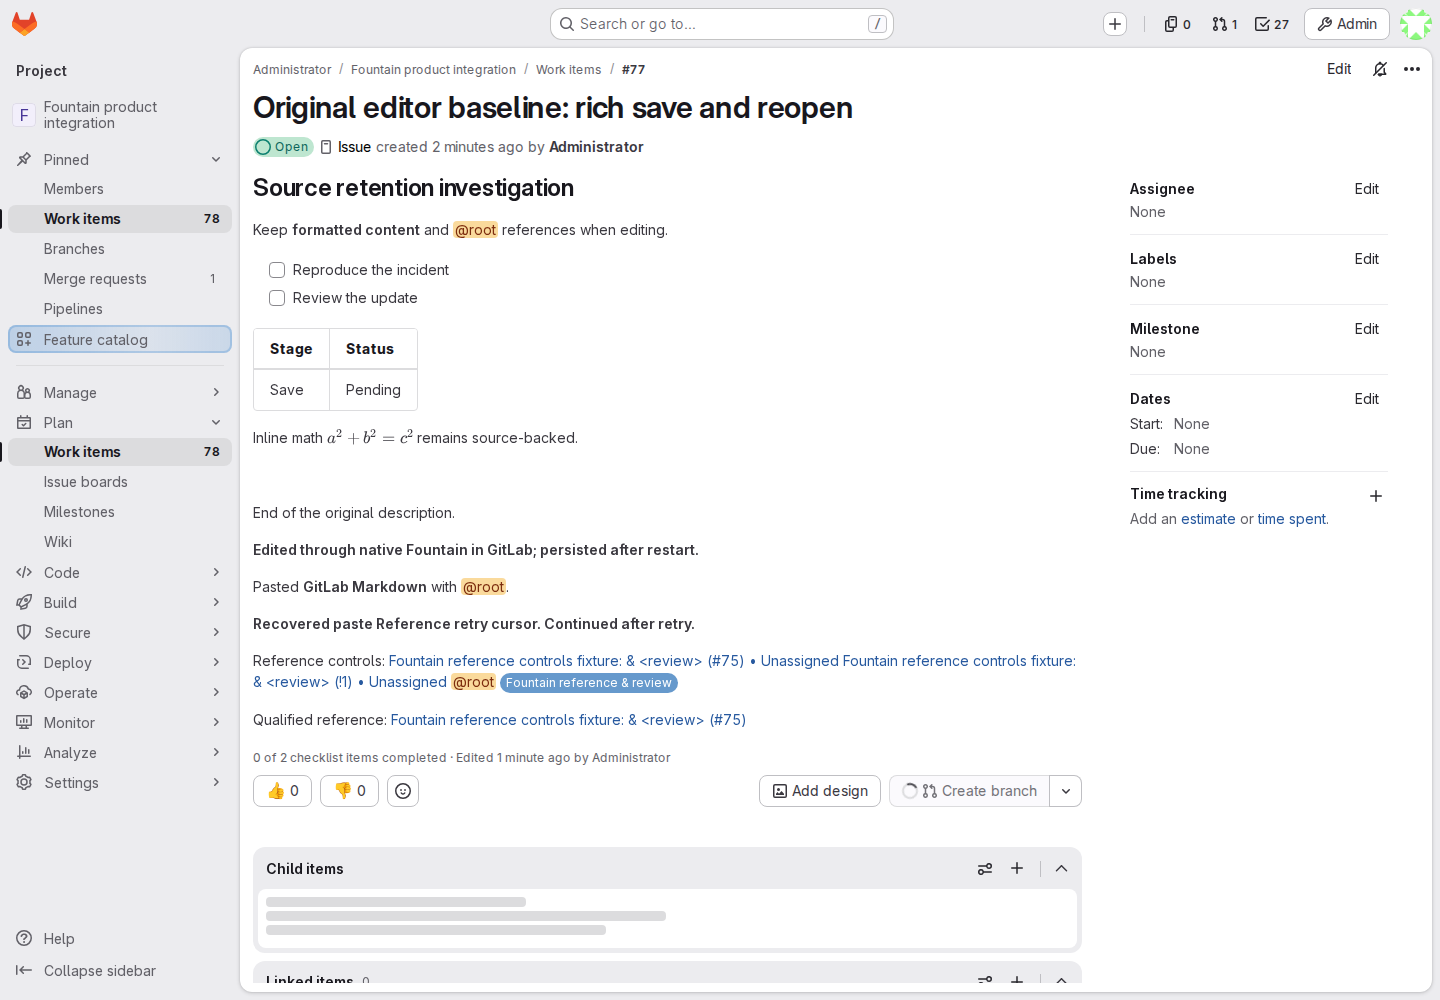 Search or go to...
/
0
1
27
Admin
Project
F
Fountain product integration
Pinned
Members
Work items 78
Branches
Merge requests 1
Pipelines
Feature catalog
Manage
Plan
Work items 78
Issue boards
Milestones
Wiki
Code
Build
Secure
Deploy
Operate
Monitor
Analyze
Settings
Help
Collapse sidebar
Administrator / Fountain product integration / Work items / #77
Edit
Original editor baseline: rich save and reopen
Open Issue created 2 minutes ago by Administrator
Source retention investigation
Keep formatted content and @root references when editing.
Reproduce the incident
Review the update
Stage Status
Save Pending
Inline math a² + b² = c² remains source-backed.
End of the original description.
Edited through native Fountain in GitLab; persisted after restart.
Pasted GitLab Markdown with @root.
Recovered paste Reference retry cursor. Continued after retry.
Reference controls: Fountain reference controls fixture: & <review> (#75) • Unassigned Fountain reference controls fixture:
& <review> (!1) • Unassigned @root Fountain reference & review
Qualified reference: Fountain reference controls fixture: & <review> (#75)
0 of 2 checklist items completed · Edited 1 minute ago by Administrator
👍 0 👎 0
Add design
Create branch
Child items
Linked items 0
Assignee Edit
None
Labels Edit
None
Milestone Edit
None
Dates Edit
Start: None
Due: None
Time tracking
Add an estimate or time spent.